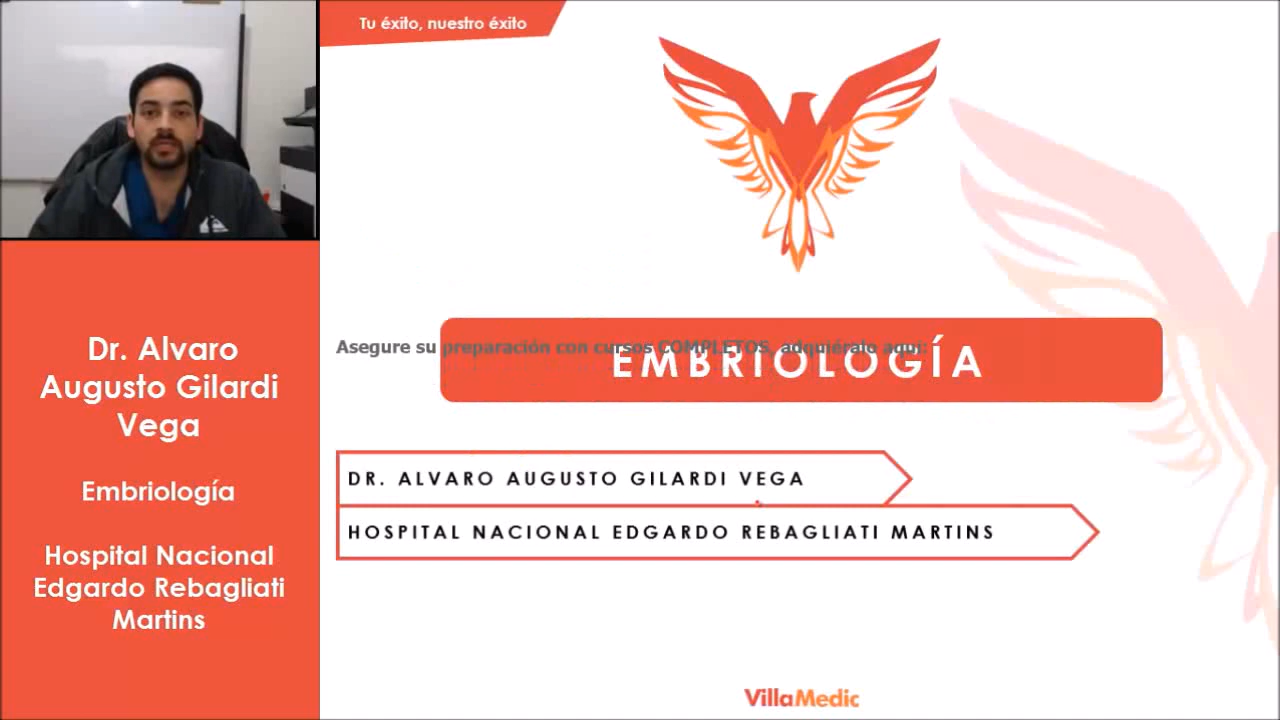 Tu éxito, nuestro éxito
Asegure su preparación con cursos COMPLETOS, adquiéralo aqui:
EMBRIOLOGÍA
DR. ALVARO AUGUSTO GILARDI VEGA
HOSPITAL NACIONAL EDGARDO REBAGLIATI MARTINS
VillaMedic
Dr. Alvaro
Augusto Gilardi
Vega
Embriología
Hospital Nacional
Edgardo Rebagliati
Martins